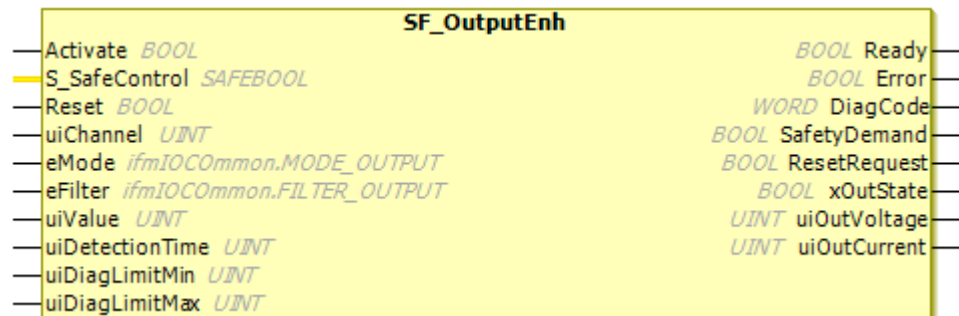 SF_OutputEnh
Activate BOOL BOOL Ready
S_SafeControl SAFEBOOL BOOL Error
Reset BOOL WORD DiagCode
uiChannel UINT BOOL SafetyDemand
eMode ifmIOCOmmon.MODE_OUTPUT BOOL ResetRequest
eFilter ifmIOCOmmon.FILTER_OUTPUT BOOL xOutState
uiValue UINT UINT uiOutVoltage
uiDetectionTime UINT UINT uiOutCurrent
uiDiagLimitMin UINT
uiDiagLimitMax UINT